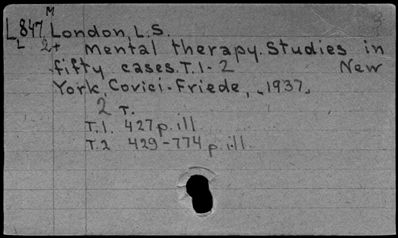 M
L847 London, L.S.
L 2+ Mental therapy. Studies in
fifty cases. T.1-2 New
York, Covici-Friede, 1937.
2 T.
T.1. 427 p. ill
T.2 429-774 p. ill.